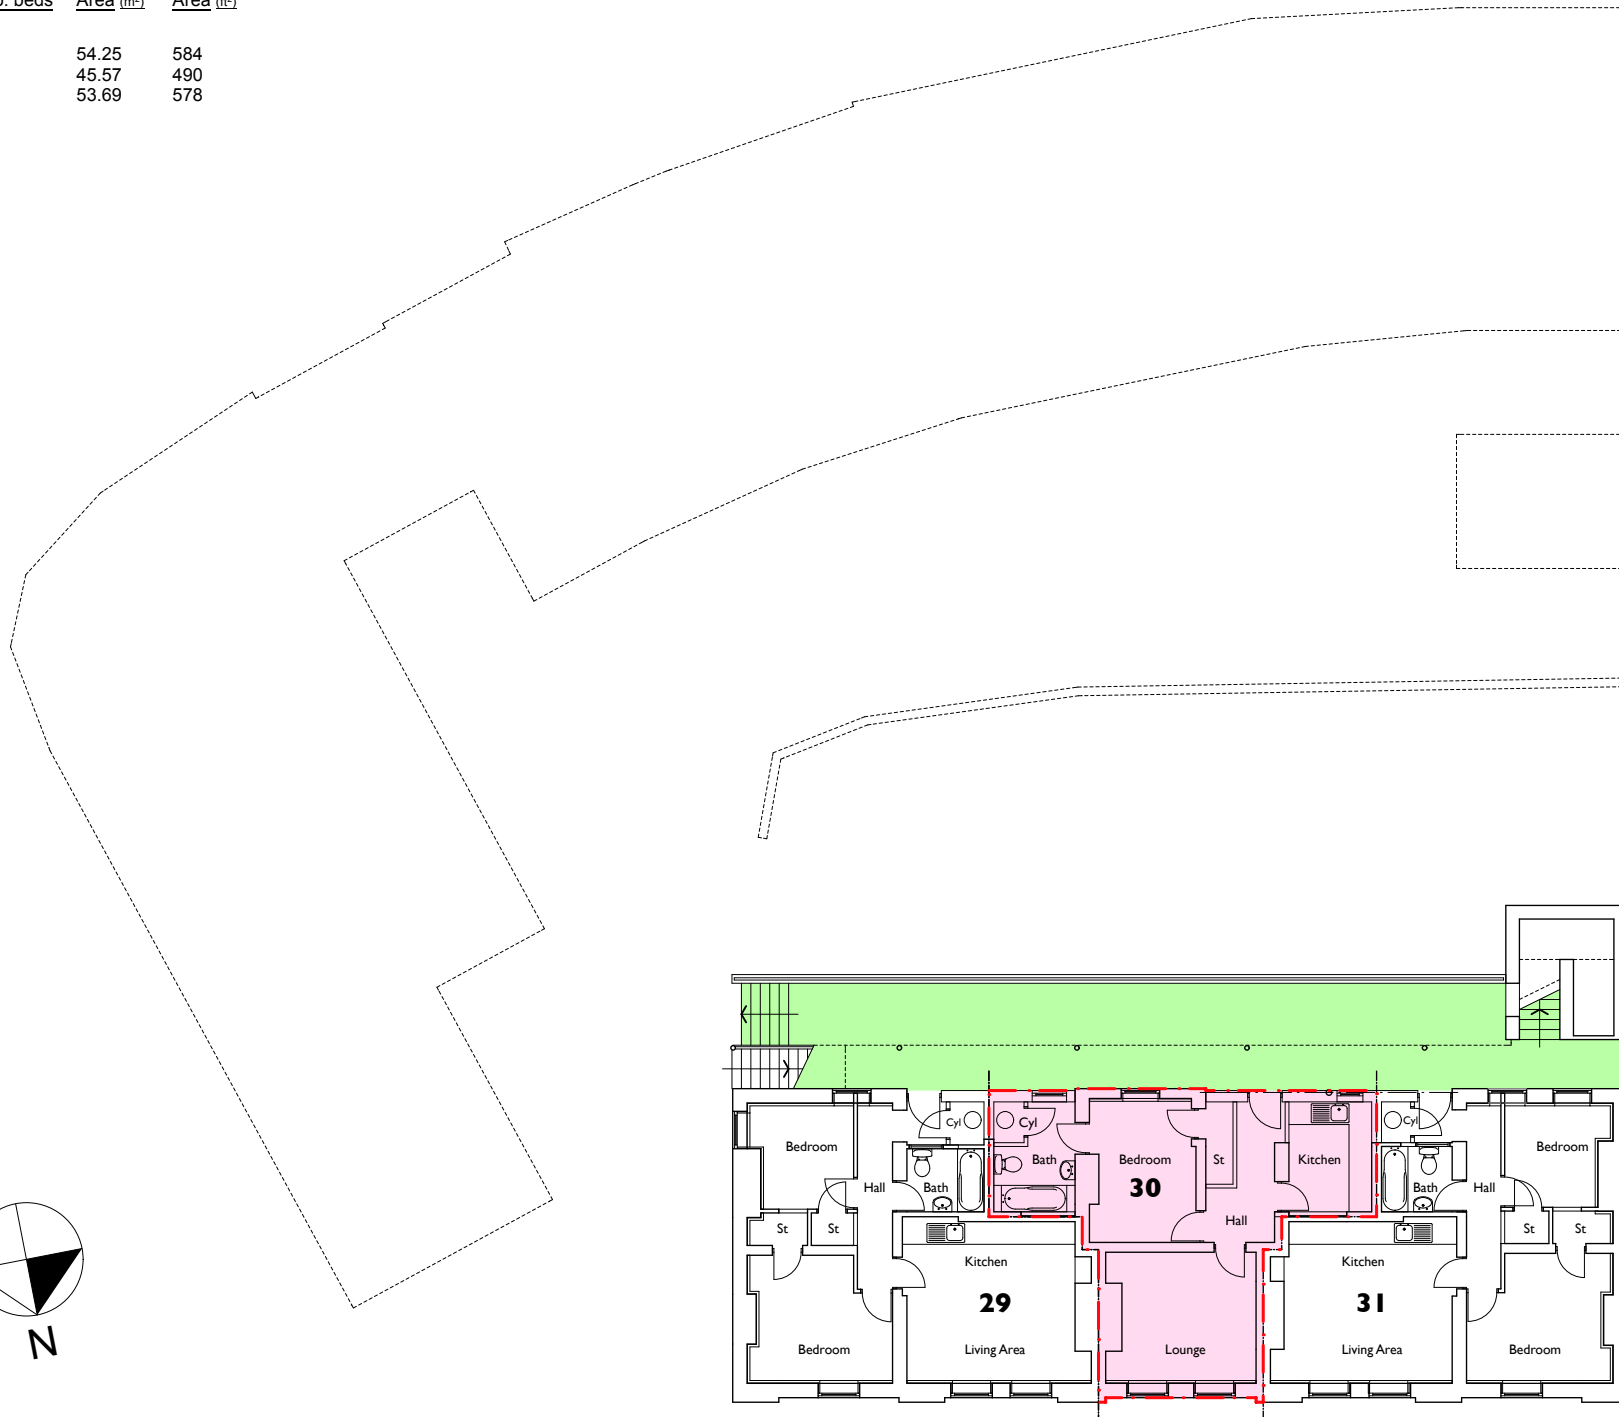 beds Area (m²) Area (ft²)
54.25 584
45.57 490
53.69 578
N
Bedroom
Hall
Cyl
Bath
St
St
Bedroom
Kitchen
29
Living Area
Cyl
Bath
Bedroom
30
St
Kitchen
Hall
Lounge
Cyl
Bath
Hall
Bedroom
St
St
Kitchen
31
Living Area
Bedroom